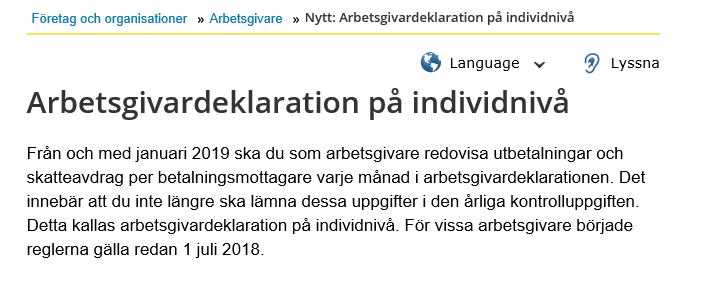 Företag och organisationer » Arbetsgivare » Nytt: Arbetsgivardeklaration på individnivå
Language Lyssna
Arbetsgivardeklaration på individnivå
Från och med januari 2019 ska du som arbetsgivare redovisa utbetalningar och
skatteavdrag per betalningsmottagare varje månad i arbetsgivardeklarationen. Det
innebär att du inte längre ska lämna dessa uppgifter i den årliga kontrolluppgiften.
Detta kallas arbetsgivardeklaration på individnivå. För vissa arbetsgivare började
reglerna gälla redan 1 juli 2018.